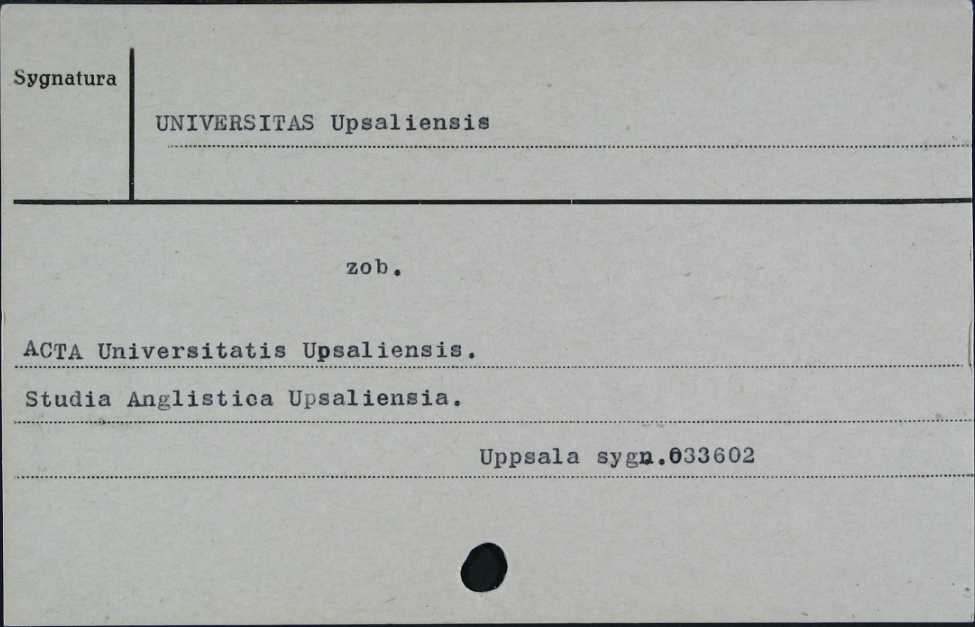 Sygnatura
UNIVERSITAS Upsaliensis
zob.
ACTA Universitatis Upsaliensis.
Studia Anglistica Upsaliensia.
Uppsala sygn.033602